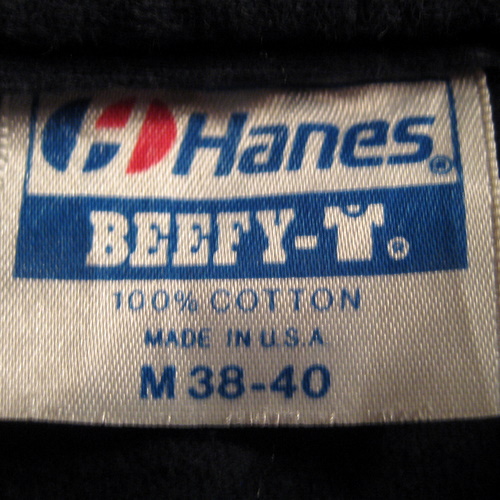 Hanes®
BEEFY-T®
100% COTTON
MADE IN U.S.A
M 38-40